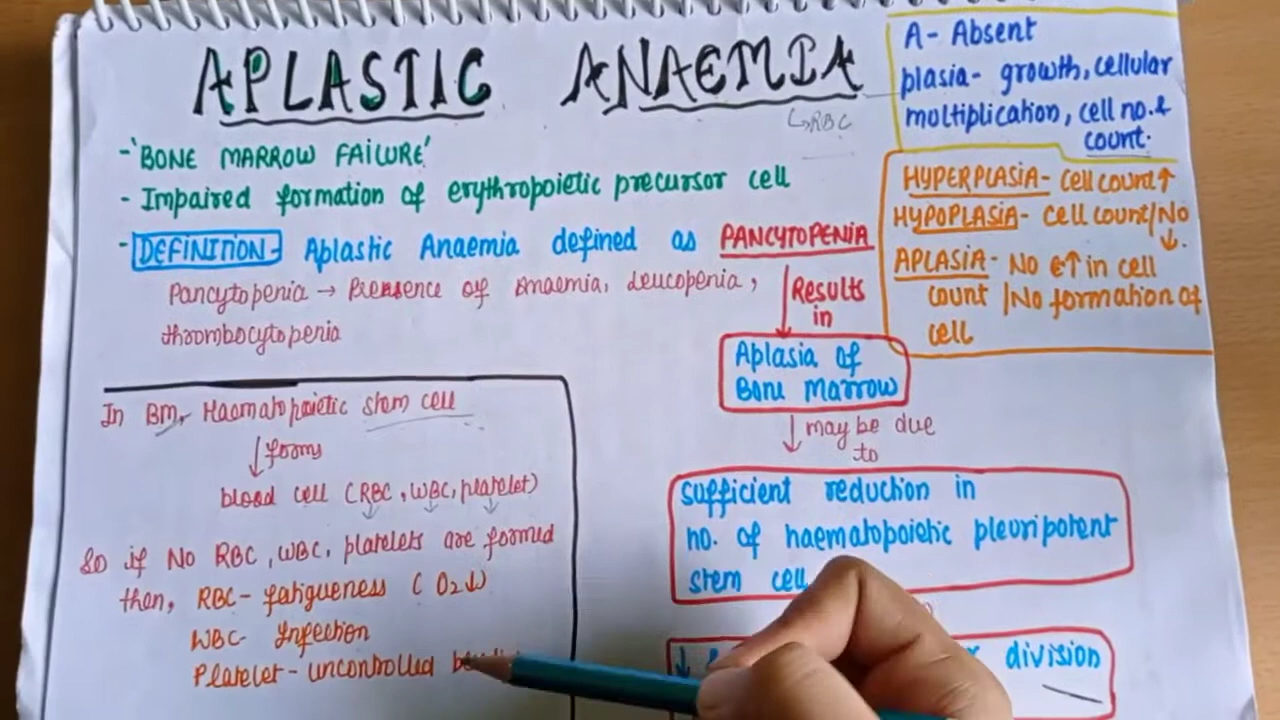 APLASTIC ANAEMIA
↳RBC
-'BONE MARROW FAILURE'
- Impaired formation of erythropoietic precursor cell
- DEFINITION- Aplastic Anaemia defined as PANCYTOPENIA
Pancytopenia → Presence of Anaemia, Leucopenia,
thrombocytopenia
A- Absent
plasia- growth, cellular
multiplication, cell no. &
count.
HYPERPLASIA- Cell count↑
HYPOPLASIA- Cell count/No
↓.
APLASIA- No ↑ in cell
count /No formation of
cell
↓ Results
in
Aplasia of
Bone Marrow
↓ may be due
to
sufficient reduction in
no. of haematopoietic pleuripotent
stem cell
division
In BM, Haematopoietic stem cell
↓ forms
blood cell (RBC, WBC, platelet)
So if No RBC, WBC, platelets are formed
then, RBC- fatigueness ( O2↓)
WBC- Infection
Platelet- uncontrolled